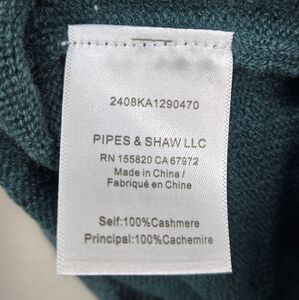 2408KA1290470
PIPES & SHAW LLC
RN 155820 CA 67972
Made in China /
Fabriqué en Chine
Self:100%Cashmere
Principal:100%Cachemire